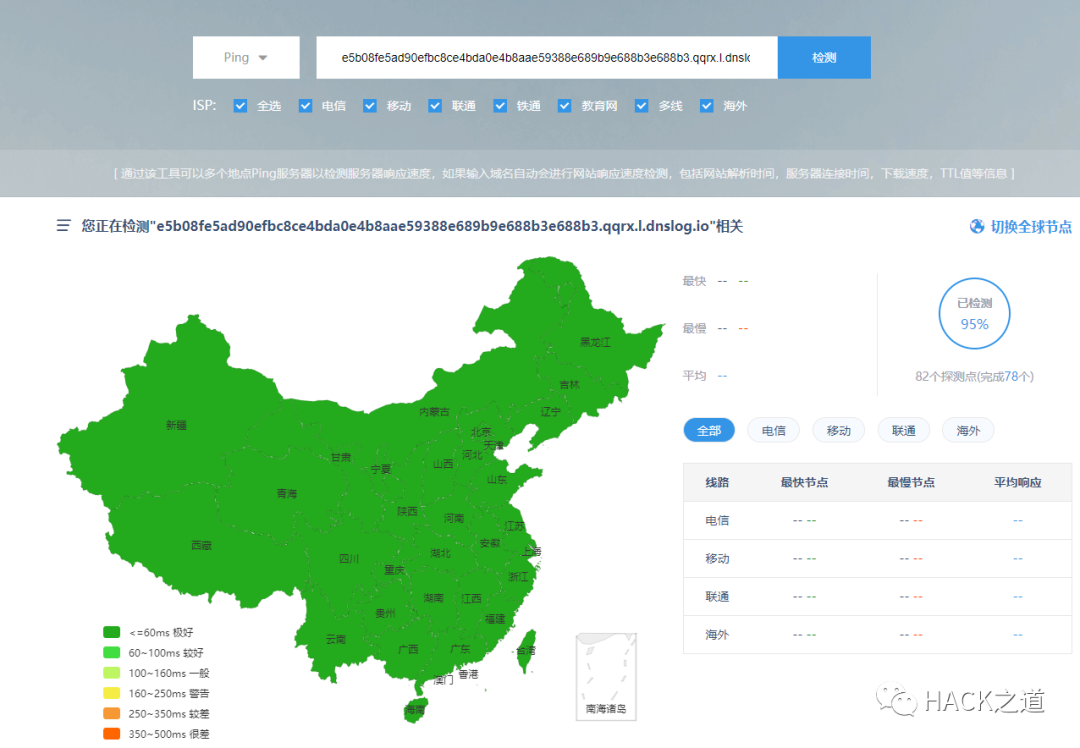 Ping e5b08fe5ad90efbc8ce4bda0e4b8aae59388e689b9e688b3e688b3.qqrx.l.dnslc 检测
ISP: 全选 电信 移动 联通 铁通 教育网 多线 海外
[ 通过该工具可以多个地点Ping服务器以检测服务器响应速度，如果输入域名自动会进行网站响应速度检测，包括网站解析时间，服务器连接时间，下载速度，TTL值等信息 ]
您正在检测"e5b08fe5ad90efbc8ce4bda0e4b8aae59388e689b9e688b3e688b3.qqrx.l.dnslog.io"相关
切换全球节点
最快 -- --
最慢 -- --
平均 --
已检测
95%
82个探测点(完成78个)
全部 电信 移动 联通 海外
线路 最快节点 最慢节点 平均响应
电信 -- -- -- -- --
移动 -- -- -- -- --
联通 -- -- -- -- --
海外 -- -- -- -- --
黑龙江
吉林
辽宁
内蒙古
新疆
北京
天津
河北
甘肃
山西
宁夏
山东
青海
陕西
河南
江苏
西藏
安徽
上海
湖北
四川
重庆
浙江
湖南
江西
贵州
福建
云南
广西
广东
台湾
香港
澳门
海南
南海诸岛
<=60ms 极好
60~100ms 较好
100~160ms 一般
160~250ms 警告
250~350ms 较差
350~500ms 很差
HACK之道